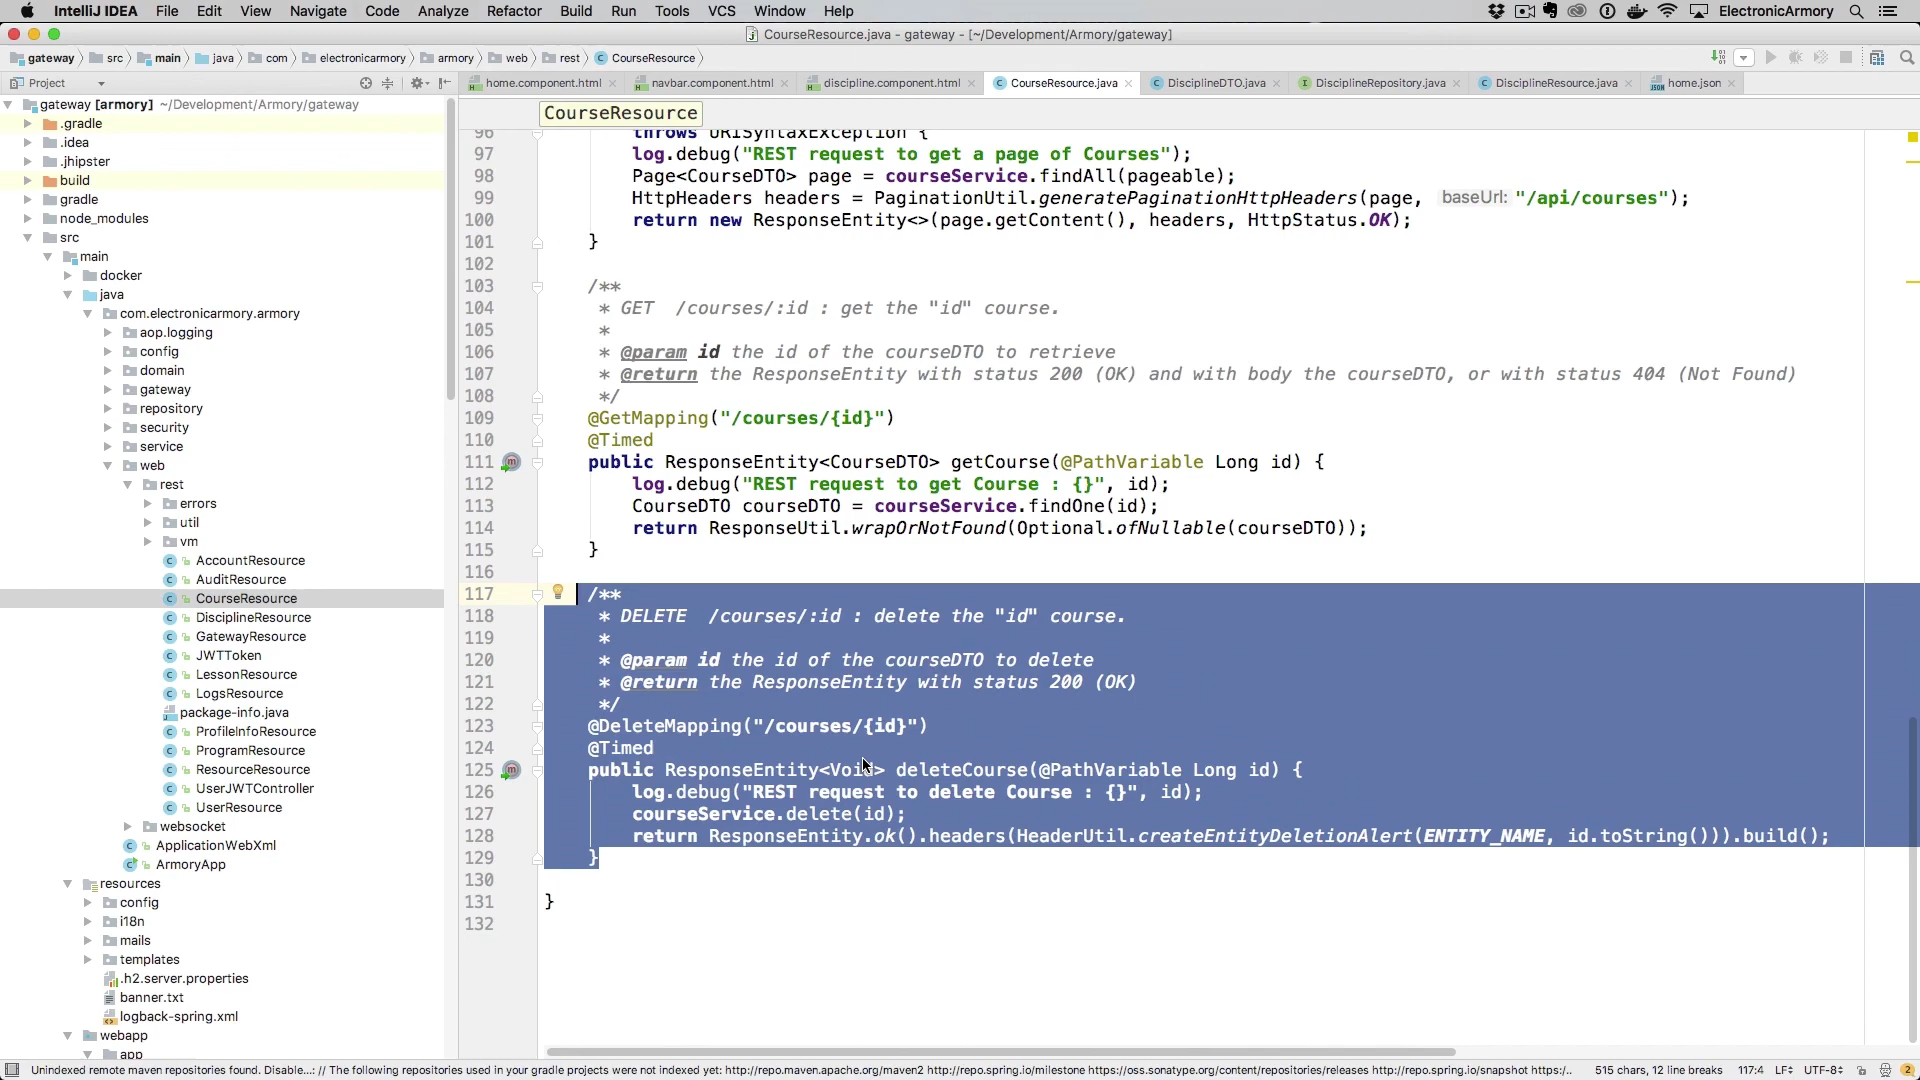 IntelliJ IDEA File Edit View Navigate Code Analyze Refactor Build Run Tools VCS Window Help ElectronicArmory
CourseResource.java - gateway - [~/Development/Armory/gateway]
gateway src main java com electronicarmory armory web rest CourseResource
Project
home.component.html navbar.component.html discipline.component.html CourseResource.java DisciplineDTO.java DisciplineRepository.java DisciplineResource.java home.json
CourseResource
gateway [armory] ~/Development/Armory/gateway
.gradle
.idea
.jhipster
build
gradle
node_modules
src
main
docker
java
com.electronicarmory.armory
aop.logging
config
domain
gateway
repository
security
service
web
rest
errors
util
vm
AccountResource
AuditResource
CourseResource
DisciplineResource
GatewayResource
JWTToken
LessonResource
LogsResource
package-info.java
ProfileInfoResource
ProgramResource
ResourceResource
UserJWTController
UserResource
websocket
ApplicationWebXml
ArmoryApp
resources
config
i18n
mails
templates
.h2.server.properties
banner.txt
logback-spring.xml
webapp
app
96 throws URISyntaxException {
97 log.debug("REST request to get a page of Courses");
98 Page<CourseDTO> page = courseService.findAll(pageable);
99 HttpHeaders headers = PaginationUtil.generatePaginationHttpHeaders(page, baseUrl: "/api/courses");
100 return new ResponseEntity<>(page.getContent(), headers, HttpStatus.OK);
101 }
102
103 /**
104 * GET /courses/:id : get the "id" course.
105 *
106 * @param id the id of the courseDTO to retrieve
107 * @return the ResponseEntity with status 200 (OK) and with body the courseDTO, or with status 404 (Not Found)
108 */
109 @GetMapping("/courses/{id}")
110 @Timed
111 public ResponseEntity<CourseDTO> getCourse(@PathVariable Long id) {
112 log.debug("REST request to get Course : {}", id);
113 CourseDTO courseDTO = courseService.findOne(id);
114 return ResponseUtil.wrapOrNotFound(Optional.ofNullable(courseDTO));
115 }
116
117 /**
118 * DELETE /courses/:id : delete the "id" course.
119 *
120 * @param id the id of the courseDTO to delete
121 * @return the ResponseEntity with status 200 (OK)
122 */
123 @DeleteMapping("/courses/{id}")
124 @Timed
125 public ResponseEntity<Void> deleteCourse(@PathVariable Long id) {
126 log.debug("REST request to delete Course : {}", id);
127 courseService.delete(id);
128 return ResponseEntity.ok().headers(HeaderUtil.createEntityDeletionAlert(ENTITY_NAME, id.toString())).build();
129 }
130
131 }
132
Unindexed remote maven repositories found. Disable...: // The following repositories used in your gradle projects were not indexed yet: http://repo.maven.apache.org/maven2 http://repo.spring.io/milestone https://oss.sonatype.org/content/repositories/releases http://repo.spring.io/snapshot https:/.. 515 chars, 12 line breaks 117:4 LF UTF-8 2